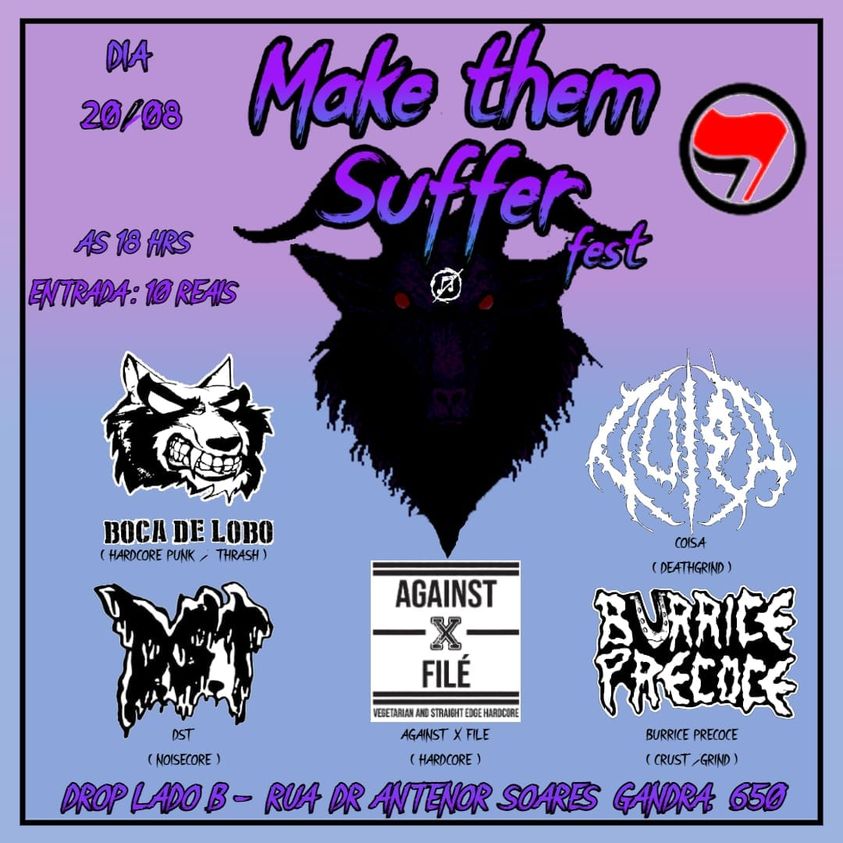 DIA
20/08
Make them
Suffer
fest
AS 18 HRS
ENTRADA: 10 REAIS
BOCA DE LOBO
( HARDCORE PUNK / THRASH )
COISA
COISA
( DEATHGRIND )
D.S.T
DST
( NOISECORE )
AGAINST
X
FILÉ
VEGETARIAN AND STRAIGHT EDGE HARDCORE
AGAINST X FILE
( HARDCORE )
BURRICE
PRECOCE
BURRICE PRECOCE
( CRUST /GRIND )
DROP LADO B - RUA DR ANTENOR SOARES GANDRA 650